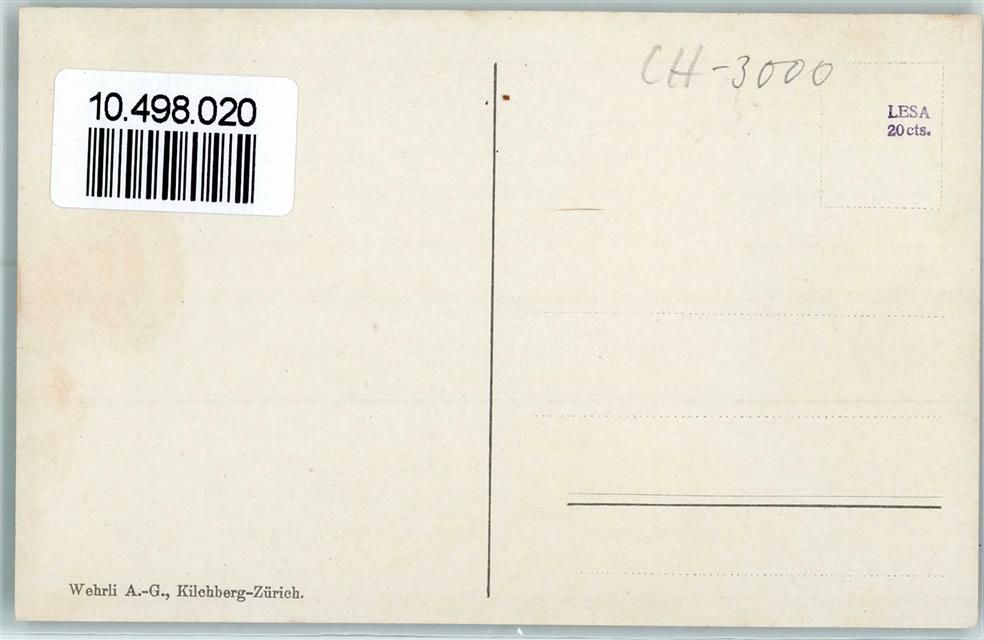 10.498.020
CH-3000
LESA
20 cts.
Wehrli A.-G., Kilchberg-Zürich.